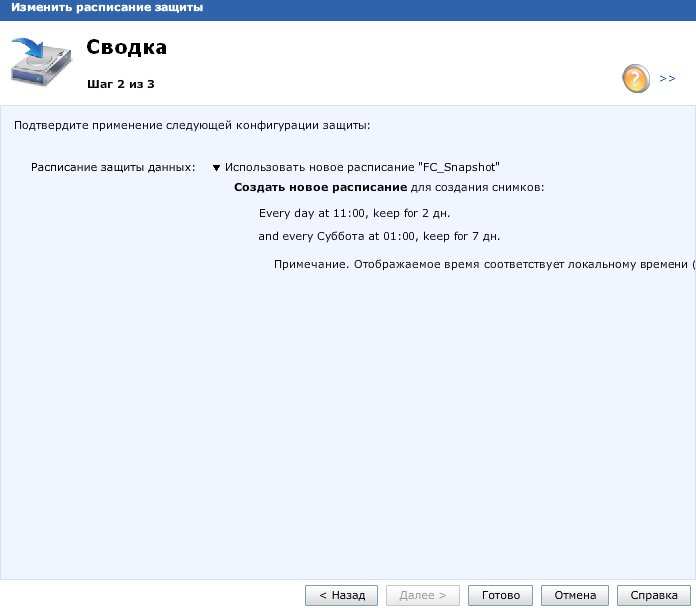 Изменить расписание защиты
Сводка
Шаг 2 из 3
>>
Подтвердите применение следующей конфигурации защиты:
Расписание защиты данных: ▼ Использовать новое расписание "FC_Snapshot"
Создать новое расписание для создания снимков:
Every day at 11:00, keep for 2 дн.
and every Суббота at 01:00, keep for 7 дн.
Примечание. Отображаемое время соответствует локальному времени (
< Назад Далее > Готово Отмена Справка